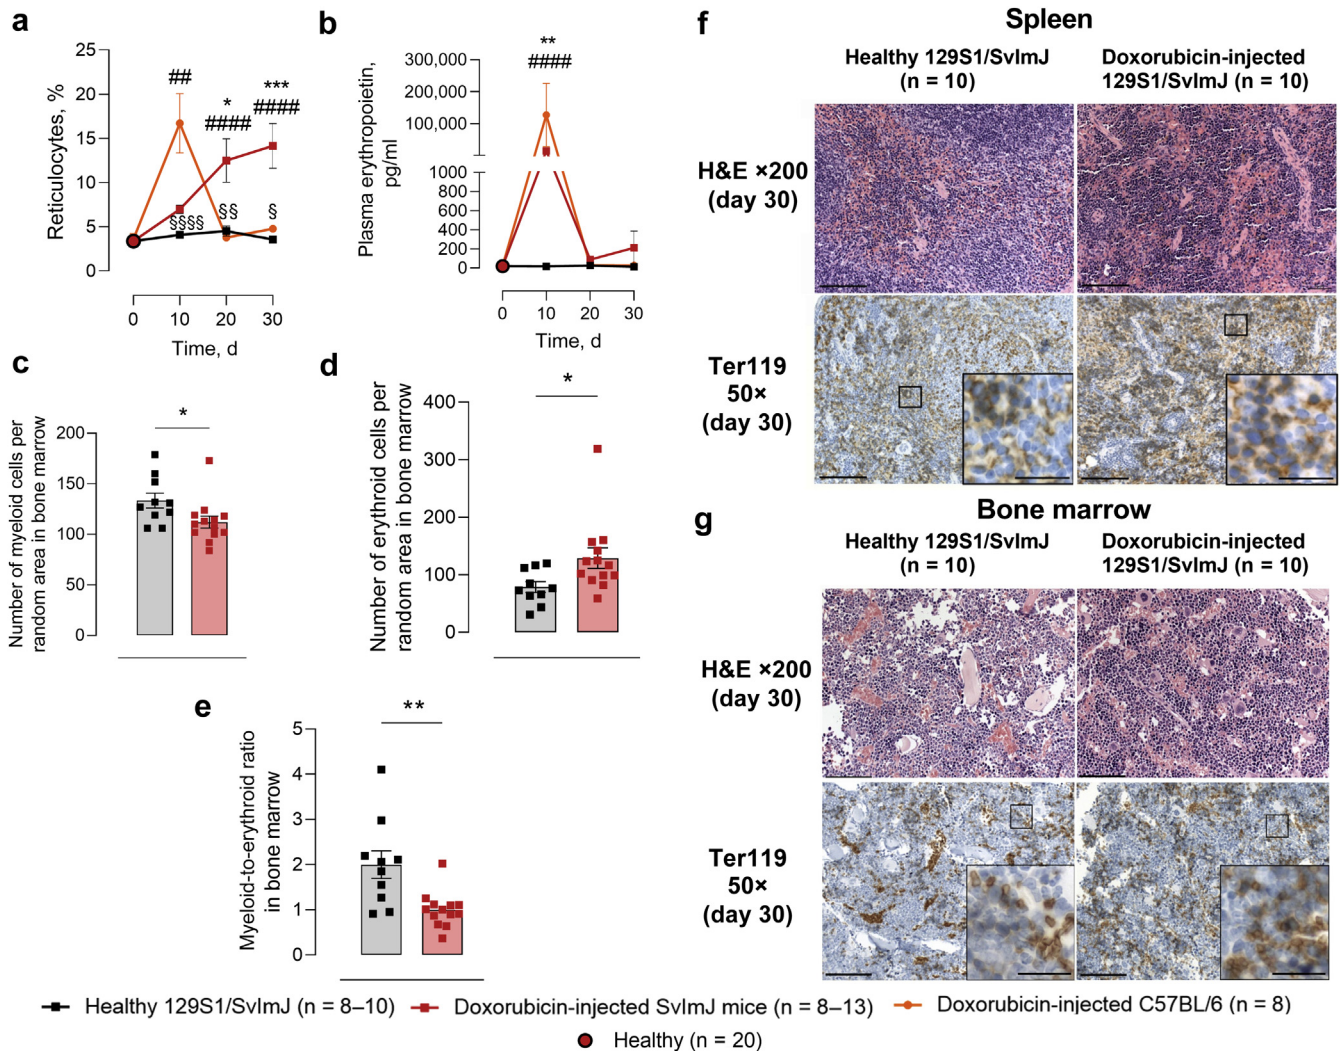 a
25
20
15
10
5
0
Reticulocytes, %
##
*
####
***
####
§§§§
§§
§
0 10 20 30
Time, d
b
300,000
200,000
100,000
1000
800
600
400
200
0
Plasma erythropoietin,
pg/ml
**
####
0 10 20 30
Time, d
c
Number of myeloid cells per
random area in bone marrow
200
150
100
50
0
*
d
Number of erythroid cells per
random area in bone marrow
400
300
200
100
0
*
e
Myeloid-to-erythroid ratio
in bone marrow
5
4
3
2
1
0
**
f
Spleen
Healthy 129S1/SvlmJ
(n = 10)
Doxorubicin-injected
129S1/SvlmJ (n = 10)
H&E ×200
(day 30)
Ter119
50×
(day 30)
g
Bone marrow
Healthy 129S1/SvlmJ
(n = 10)
Doxorubicin-injected
129S1/SvlmJ (n = 10)
H&E ×200
(day 30)
Ter119
50×
(day 30)
Healthy 129S1/SvlmJ (n = 8–10) Doxorubicin-injected SvlmJ mice (n = 8–13) Doxorubicin-injected C57BL/6 (n = 8)
Healthy (n = 20)